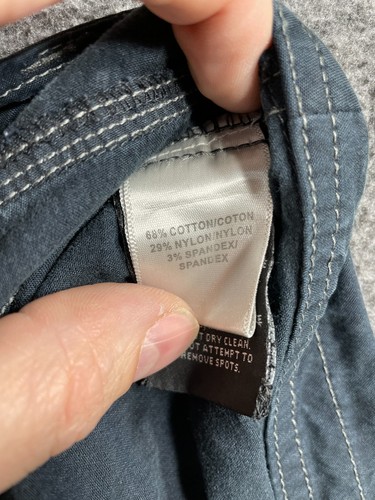 68% COTTON/COTON
29% NYLON/NYLON
3% SPANDEX/
SPANDEX
DRY CLEAN.
ATTEMPT TO
REMOVE SPOTS.